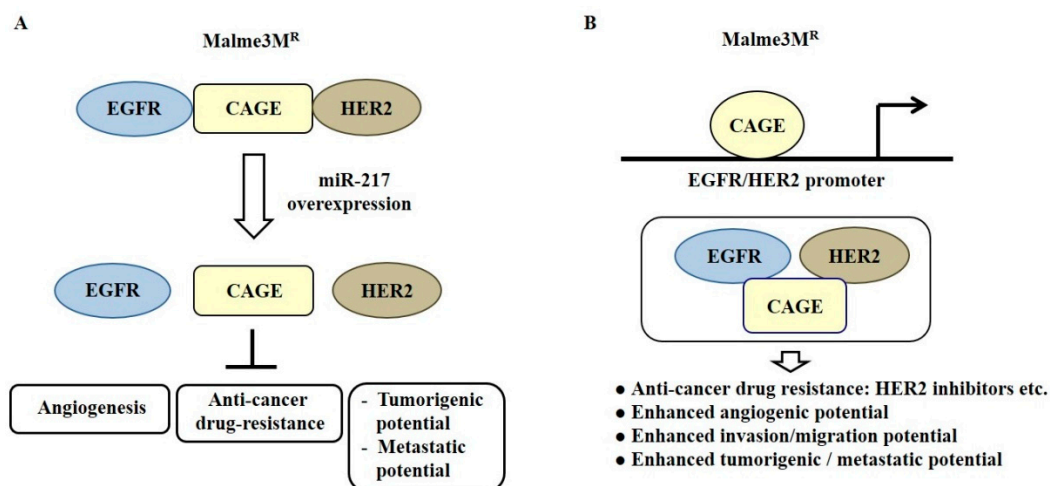 A
Malme3Mᴿ
EGFR
CAGE
HER2
miR-217
overexpression
EGFR
CAGE
HER2
Angiogenesis
Anti-cancer
drug-resistance
- Tumorigenic
potential
- Metastatic
potential
B
Malme3Mᴿ
CAGE
EGFR/HER2 promoter
EGFR
HER2
CAGE
● Anti-cancer drug resistance: HER2 inhibitors etc.
● Enhanced angiogenic potential
● Enhanced invasion/migration potential
● Enhanced tumorigenic / metastatic potential